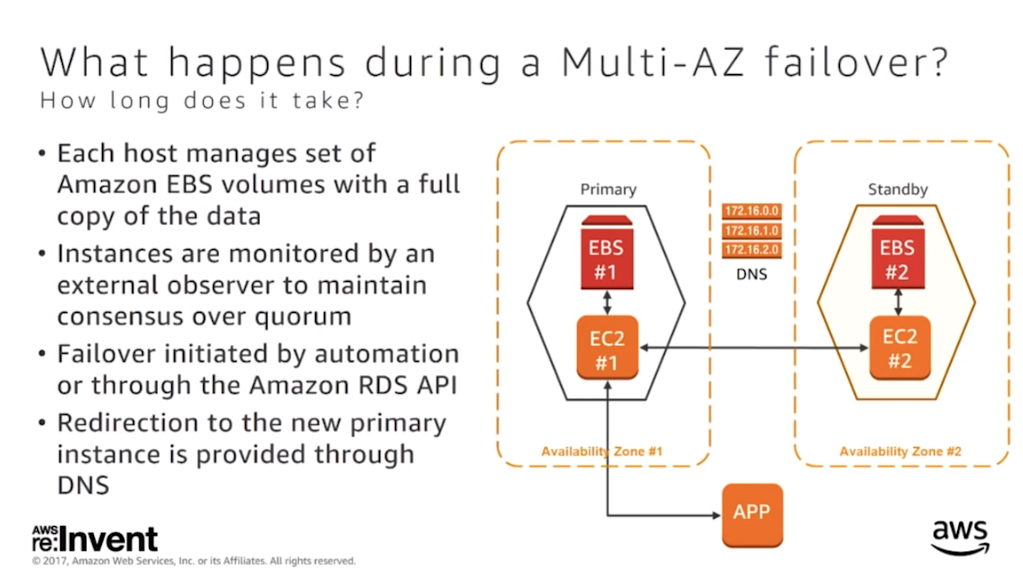 What happens during a Multi-AZ failover?
How long does it take?
• Each host manages set of
Amazon EBS volumes with a full
copy of the data
• Instances are monitored by an
external observer to maintain
consensus over quorum
• Failover initiated by automation
or through the Amazon RDS API
• Redirection to the new primary
instance is provided through
DNS
Primary
EBS
#1
EC2
#1
Availability Zone #1
172.16.0.0
172.16.1.0
172.16.2.0
DNS
Standby
EBS
#2
EC2
#2
Availability Zone #2
APP
AWS
re:Invent
© 2017, Amazon Web Services, Inc. or its Affiliates. All rights reserved.
aws